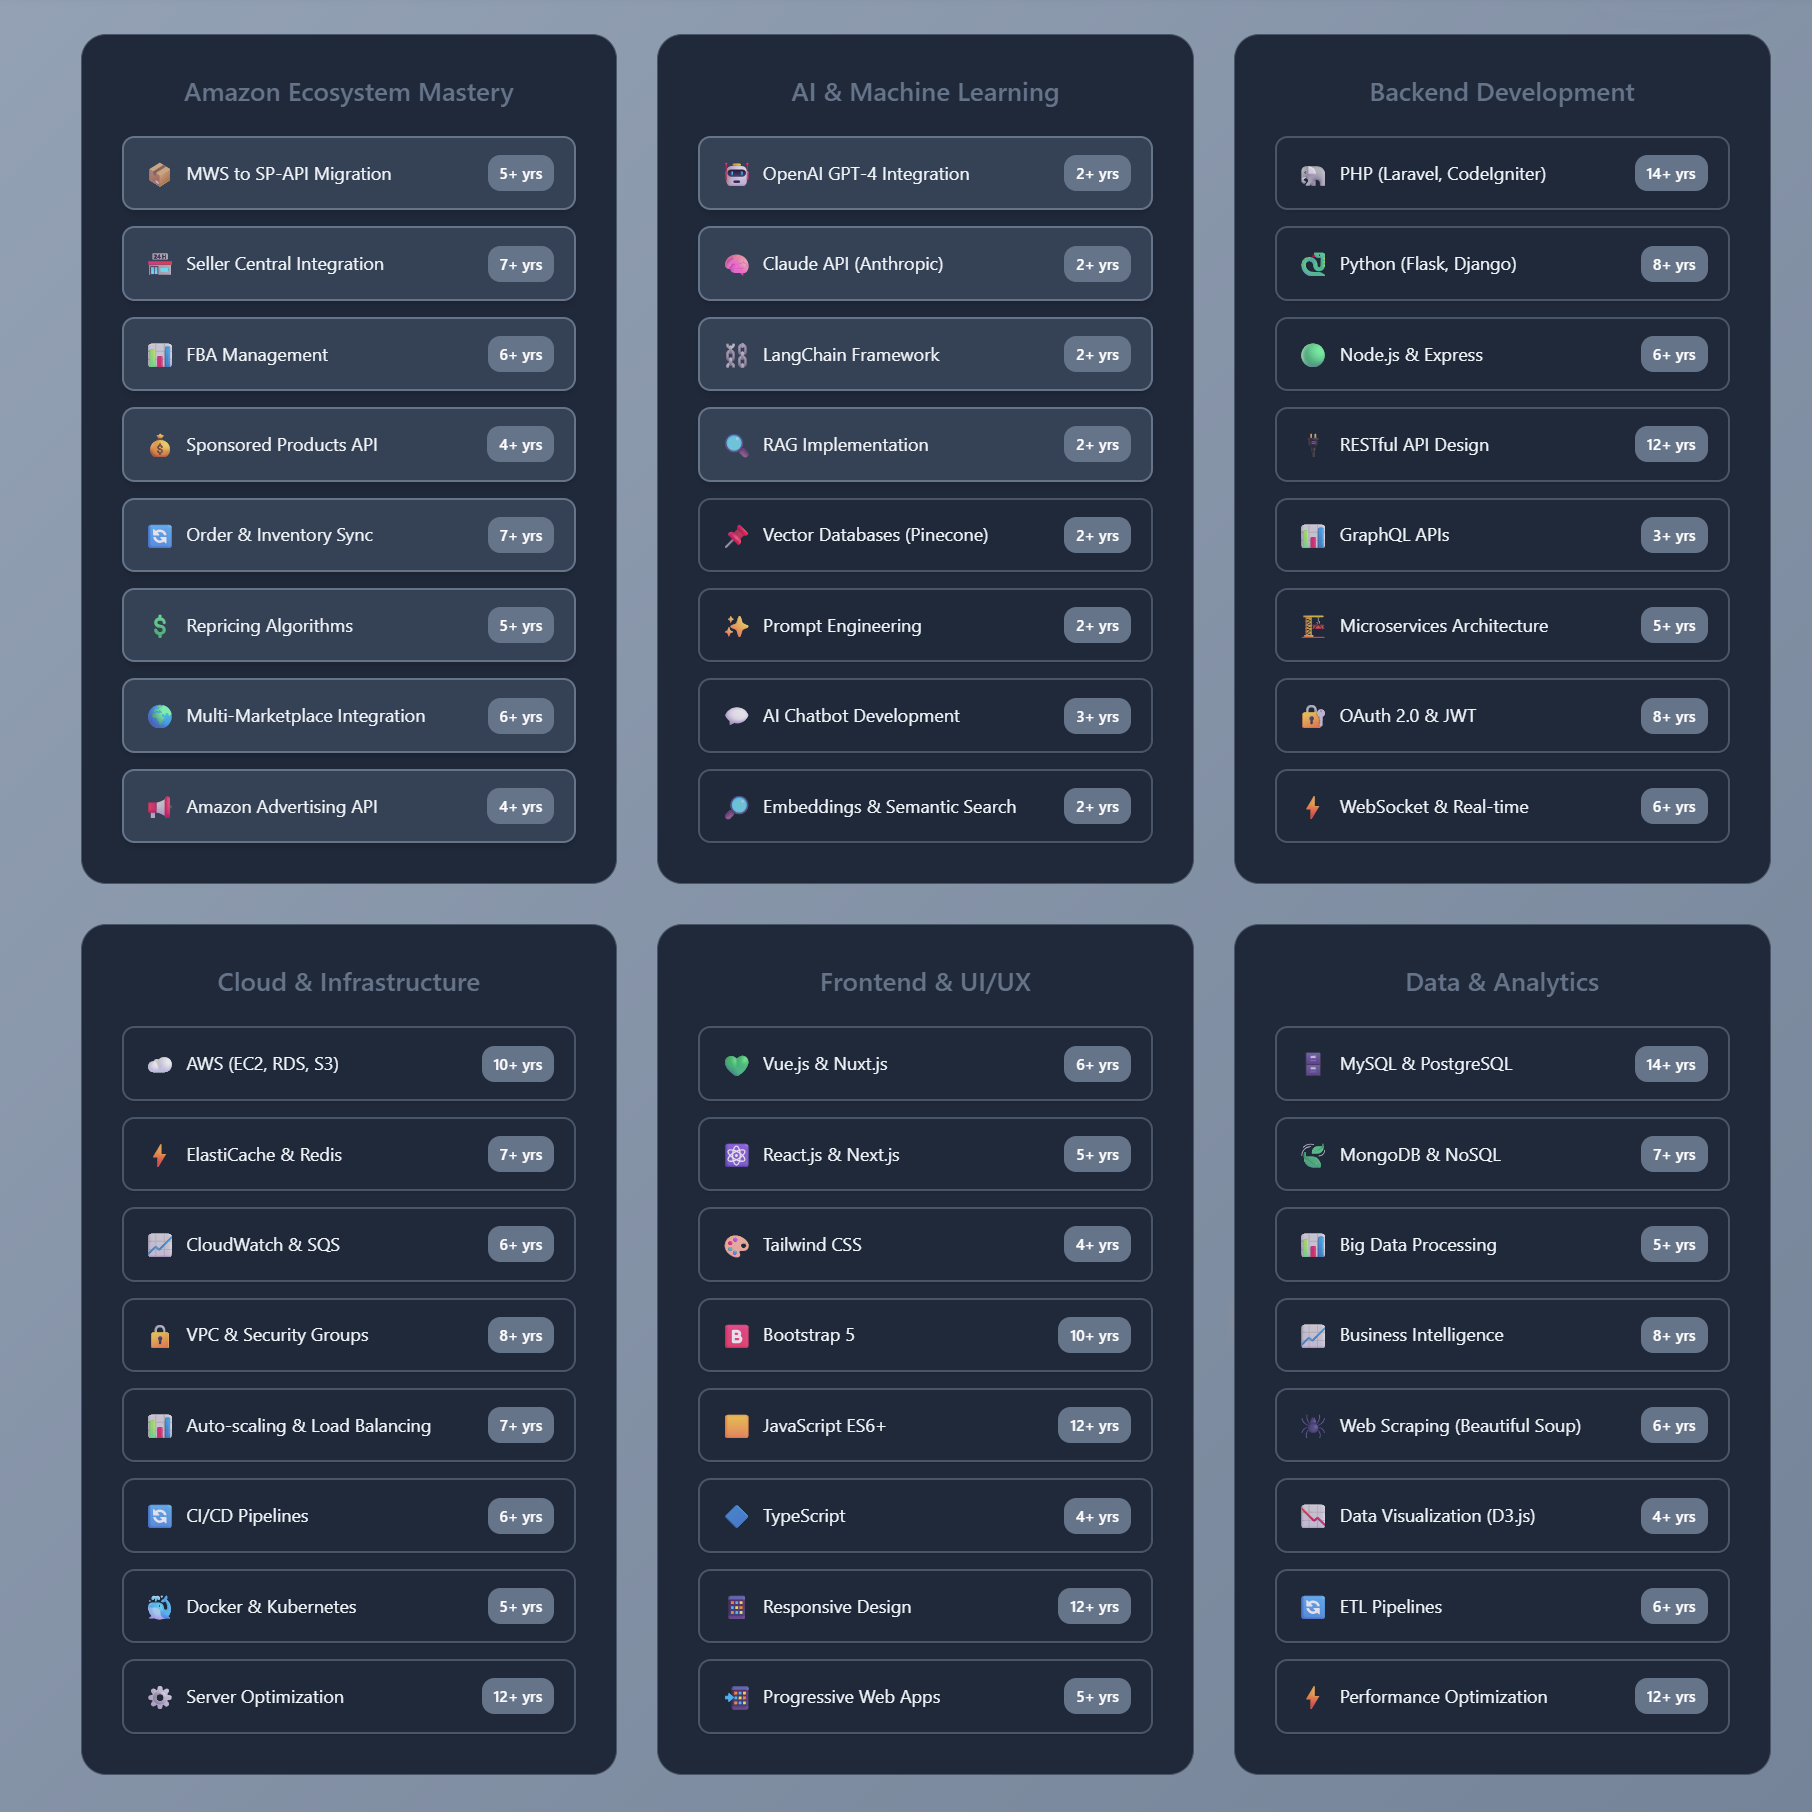 Amazon Ecosystem Mastery
MWS to SP-API Migration 5+ yrs
Seller Central Integration 7+ yrs
FBA Management 6+ yrs
Sponsored Products API 4+ yrs
Order & Inventory Sync 7+ yrs
Repricing Algorithms 5+ yrs
Multi-Marketplace Integration 6+ yrs
Amazon Advertising API 4+ yrs
AI & Machine Learning
OpenAI GPT-4 Integration 2+ yrs
Claude API (Anthropic) 2+ yrs
LangChain Framework 2+ yrs
RAG Implementation 2+ yrs
Vector Databases (Pinecone) 2+ yrs
Prompt Engineering 2+ yrs
AI Chatbot Development 3+ yrs
Embeddings & Semantic Search 2+ yrs
Backend Development
PHP (Laravel, CodeIgniter) 14+ yrs
Python (Flask, Django) 8+ yrs
Node.js & Express 6+ yrs
RESTful API Design 12+ yrs
GraphQL APIs 3+ yrs
Microservices Architecture 5+ yrs
OAuth 2.0 & JWT 8+ yrs
WebSocket & Real-time 6+ yrs
Cloud & Infrastructure
AWS (EC2, RDS, S3) 10+ yrs
ElastiCache & Redis 7+ yrs
CloudWatch & SQS 6+ yrs
VPC & Security Groups 8+ yrs
Auto-scaling & Load Balancing 7+ yrs
CI/CD Pipelines 6+ yrs
Docker & Kubernetes 5+ yrs
Server Optimization 12+ yrs
Frontend & UI/UX
Vue.js & Nuxt.js 6+ yrs
React.js & Next.js 5+ yrs
Tailwind CSS 4+ yrs
B Bootstrap 5 10+ yrs
JavaScript ES6+ 12+ yrs
TypeScript 4+ yrs
Responsive Design 12+ yrs
Progressive Web Apps 5+ yrs
Data & Analytics
MySQL & PostgreSQL 14+ yrs
MongoDB & NoSQL 7+ yrs
Big Data Processing 5+ yrs
Business Intelligence 8+ yrs
Web Scraping (Beautiful Soup) 6+ yrs
Data Visualization (D3.js) 4+ yrs
ETL Pipelines 6+ yrs
Performance Optimization 12+ yrs